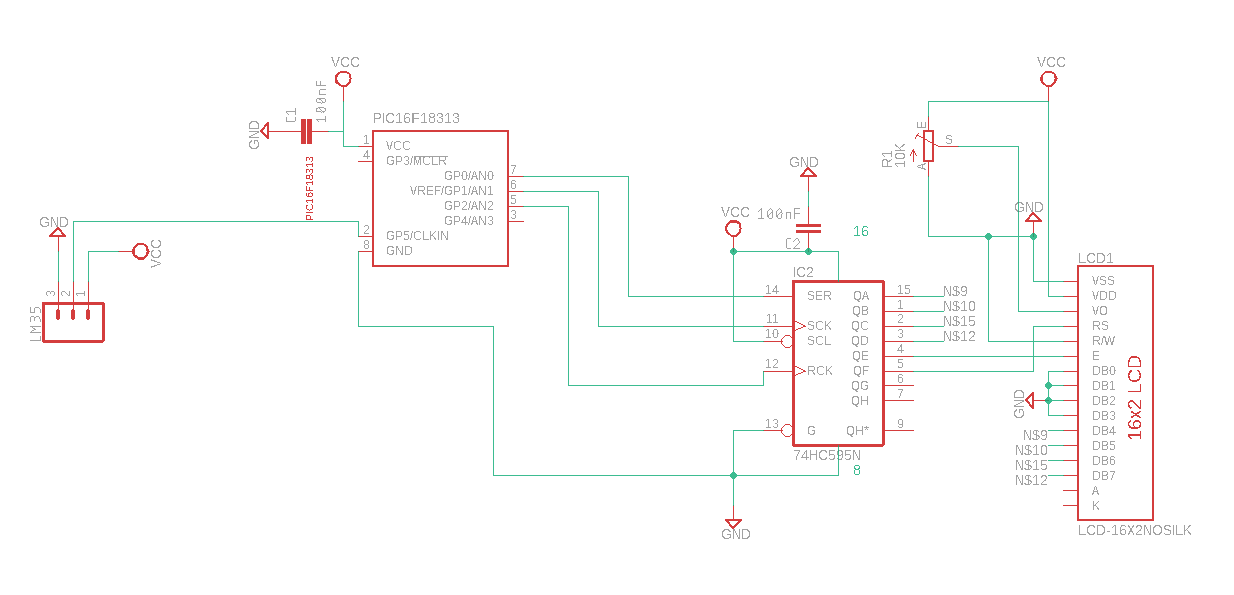 VCC
C1
100nF
GND
PIC16F18313
PIC16F18313
1
VCC
4
GP3/MCLR
GP0/AN0
7
VREF/GP1/AN1
6
GP2/AN2
5
GP4/AN3
3
2
GP5/CLKIN
8
GND
GND
VCC
3
2
1
LM35
GND
VCC
100nF
C2
16
IC2
14
SER
11
SCK
10
SCL
12
RCK
13
G
QA
15
N$9
QB
1
N$10
QC
2
N$15
QD
3
N$12
QE
4
QF
5
QG
6
QH
7
QH*
9
74HC595N
8
GND
VCC
R1
10K
E
S
A
GND
LCD1
VSS
VDD
VO
RS
R/W
E
DB0
DB1
DB2
DB3
DB4
DB5
DB6
DB7
A
K
GND
N$9
N$10
N$15
N$12
16x2 LCD
LCD-16X2NOSILK